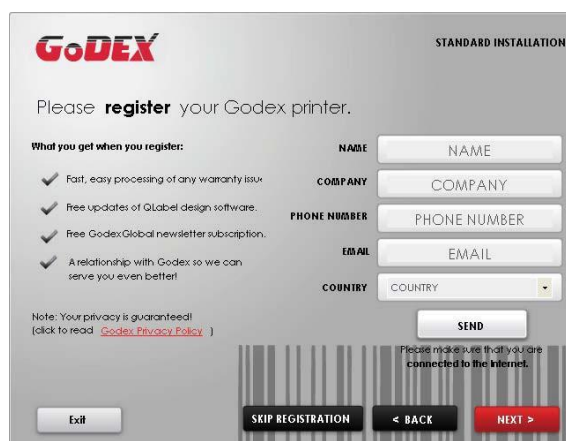 GoDEX
STANDARD INSTALLATION
Please register your Godex printer.
What you get when you register:
Fast, easy processing of any warranty issu
Free updates of QLabel design software.
Free GodexGlobal newsletter subscription.
A relationship with Godex so we can
serve you even better!
Note: Your privacy is guaranteed!
(click to read Godex Privacy Policy )
NAME NAME
COMPANY COMPANY
PHONE NUMBER PHONE NUMBER
EMAIL EMAIL
COUNTRY COUNTRY
SEND
Please make sure that you are
connected to the Internet.
Exit SKIP REGISTRATION < BACK NEXT >